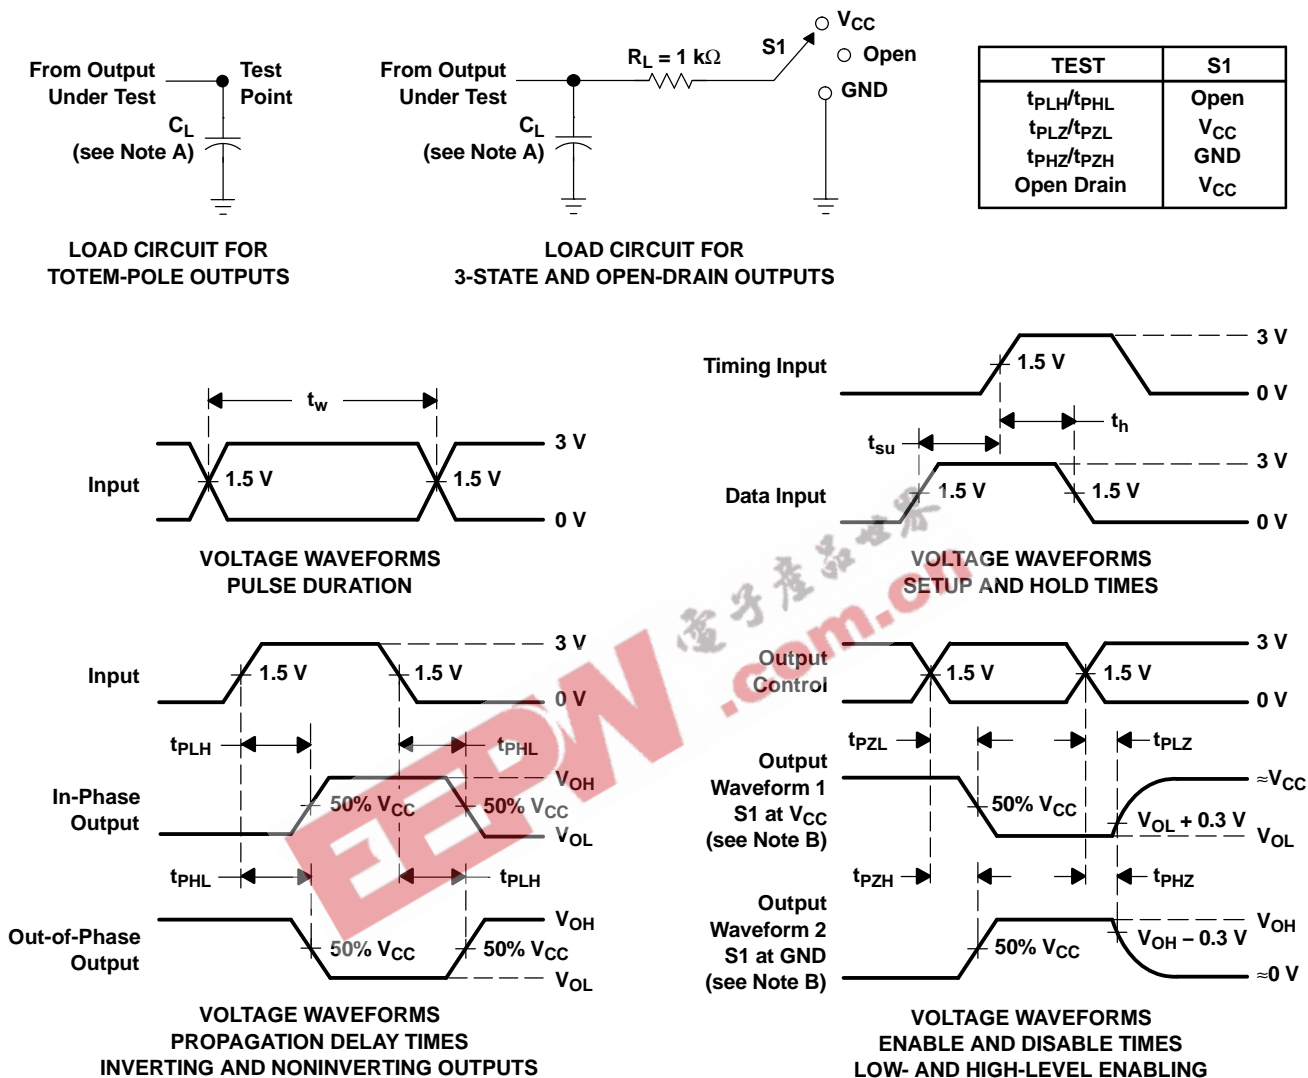 From Output
Under Test
Test
Point
CL
(see Note A)
LOAD CIRCUIT FOR
TOTEM-POLE OUTPUTS
From Output
Under Test
RL = 1 kΩ
S1
VCC
Open
GND
CL
(see Note A)
LOAD CIRCUIT FOR
3-STATE AND OPEN-DRAIN OUTPUTS
TEST S1
tPLH/tPHL Open
tPLZ/tPZL VCC
tPHZ/tPZH GND
Open Drain VCC
tw
Input
1.5 V
1.5 V
3 V
0 V
VOLTAGE WAVEFORMS
PULSE DURATION
Timing Input
1.5 V
3 V
0 V
tsu
th
Data Input
1.5 V
1.5 V
3 V
0 V
VOLTAGE WAVEFORMS
SETUP AND HOLD TIMES
Input
1.5 V
1.5 V
3 V
0 V
tPLH
tPHL
In-Phase
Output
50% VCC
50% VCC
VOH
VOL
tPHL
tPLH
Out-of-Phase
Output
50% VCC
50% VCC
VOH
VOL
VOLTAGE WAVEFORMS
PROPAGATION DELAY TIMES
INVERTING AND NONINVERTING OUTPUTS
Output
Control
1.5 V
1.5 V
3 V
0 V
tPZL
tPLZ
Output
Waveform 1
S1 at VCC
(see Note B)
50% VCC
VOL + 0.3 V
≈VCC
VOL
tPZH
tPHZ
Output
Waveform 2
S1 at GND
(see Note B)
50% VCC
VOH − 0.3 V
VOH
≈0 V
VOLTAGE WAVEFORMS
ENABLE AND DISABLE TIMES
LOW- AND HIGH-LEVEL ENABLING
EEPW
.com.cn
電子產品世界